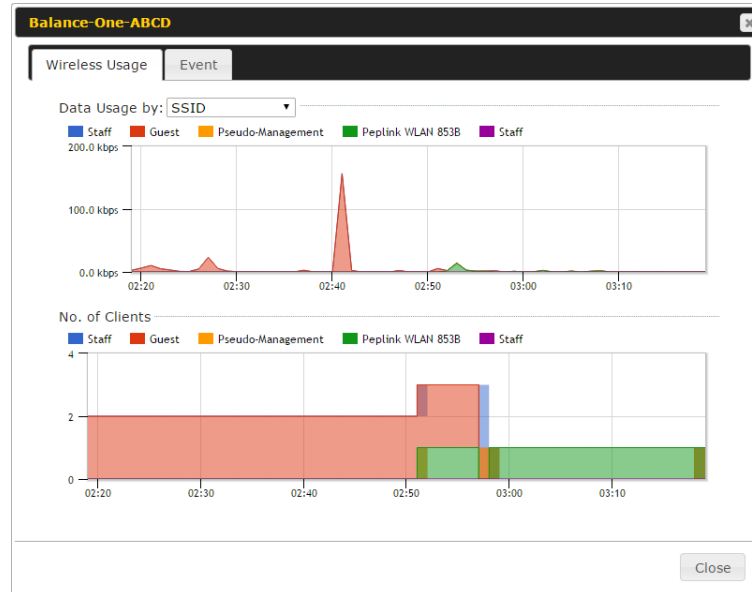 Balance-One-ABCD
Wireless Usage Event
Data Usage by: SSID
Staff Guest Pseudo-Management Peplink WLAN 853B Staff
200.0 kbps
100.0 kbps
0.0 kbps
02:20 02:30 02:40 02:50 03:00 03:10
No. of Clients
Staff Guest Pseudo-Management Peplink WLAN 853B Staff
4
2
0
02:20 02:30 02:40 02:50 03:00 03:10
Close